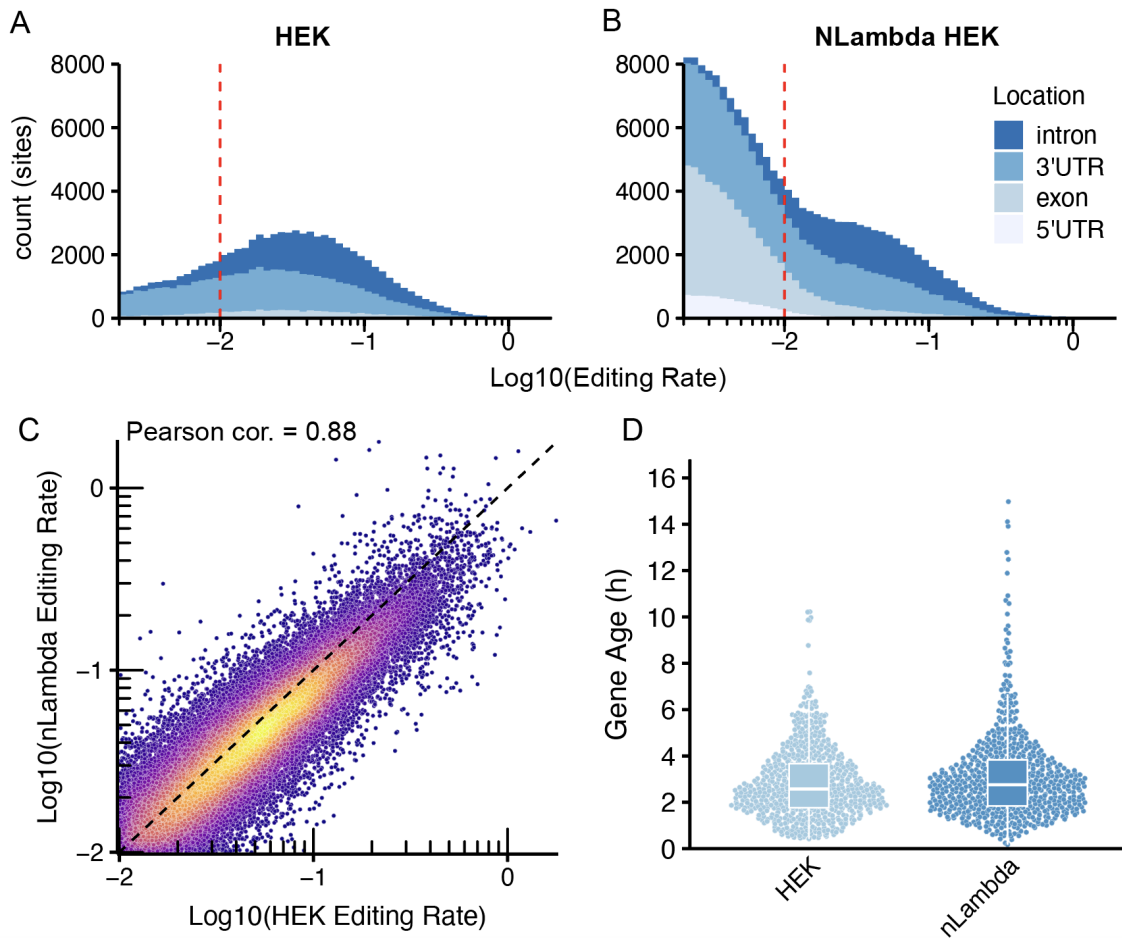 A
HEK
B
NLambda HEK
8000
6000
4000
2000
0
count (sites)
−2
−1
0
8000
6000
4000
2000
0
−2
−1
0
Location
intron
3'UTR
exon
5'UTR
Log10(Editing Rate)
C
Pearson cor. = 0.88
Log10(nLambda Editing Rate)
0
−1
−2
−2
−1
0
Log10(HEK Editing Rate)
D
Gene Age (h)
16
14
12
10
8
6
4
2
0
HEK
nLambda